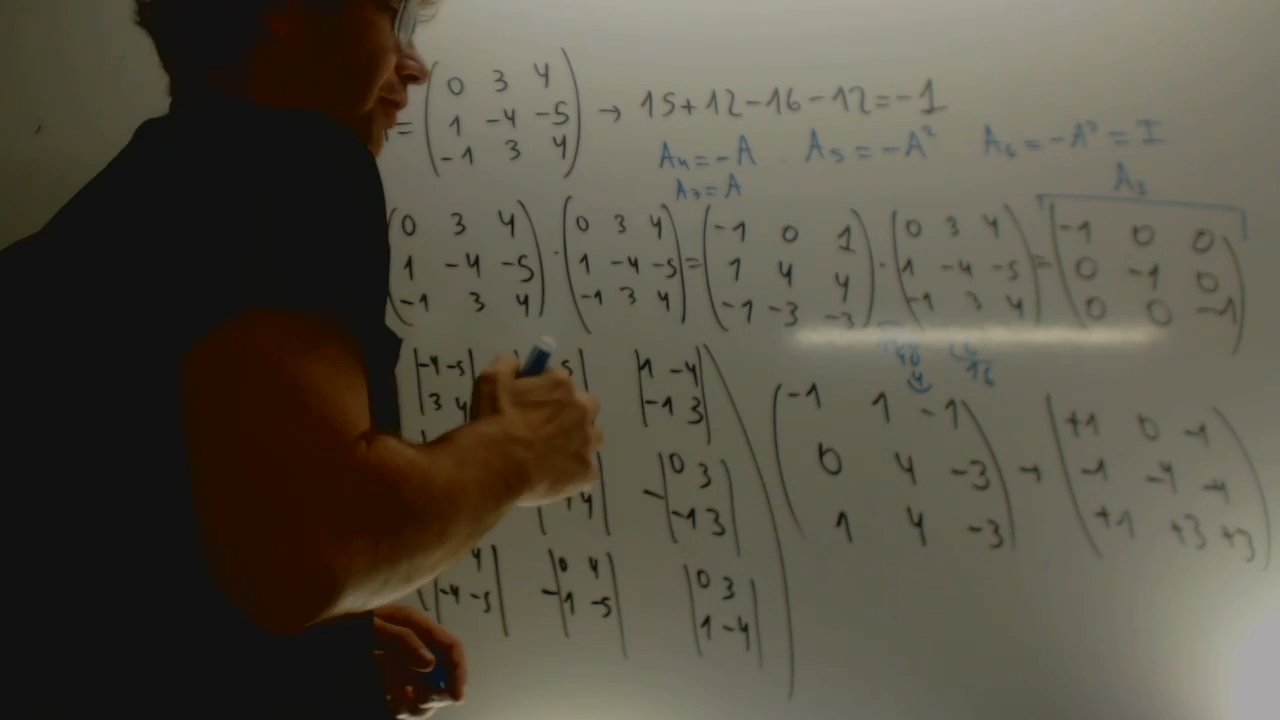 = ( 0 3 4 ) → 15+12-16-12=-1
1 -4 -5
-1 3 4
A₄=-A A₅=-A² A₆=-A³=I
A₇=A A₃
( 0 3 4 ) · ( 0 3 4 ) = ( -1 0 1 ) · ( 0 3 4 ) = ( -1 0 0 )
1 -4 -5 1 -4 -5 1 4 4 1 -4 -5 0 -1 0
-1 3 4 -1 3 4 -1 -3 -3 -1 3 4 0 0 -1
16
|-4 -5| |1 -4|
|3 4| |-1 3|
-|0 3|
|-1 3|
4| -|0 4| |0 3|
|-4 -5| |1 -5| |1 -4|
( -1 1 -1 ) → ( +1 0 -1 )
0 4 -3 -1 -4 -4
1 4 -3 +1 +3 +3